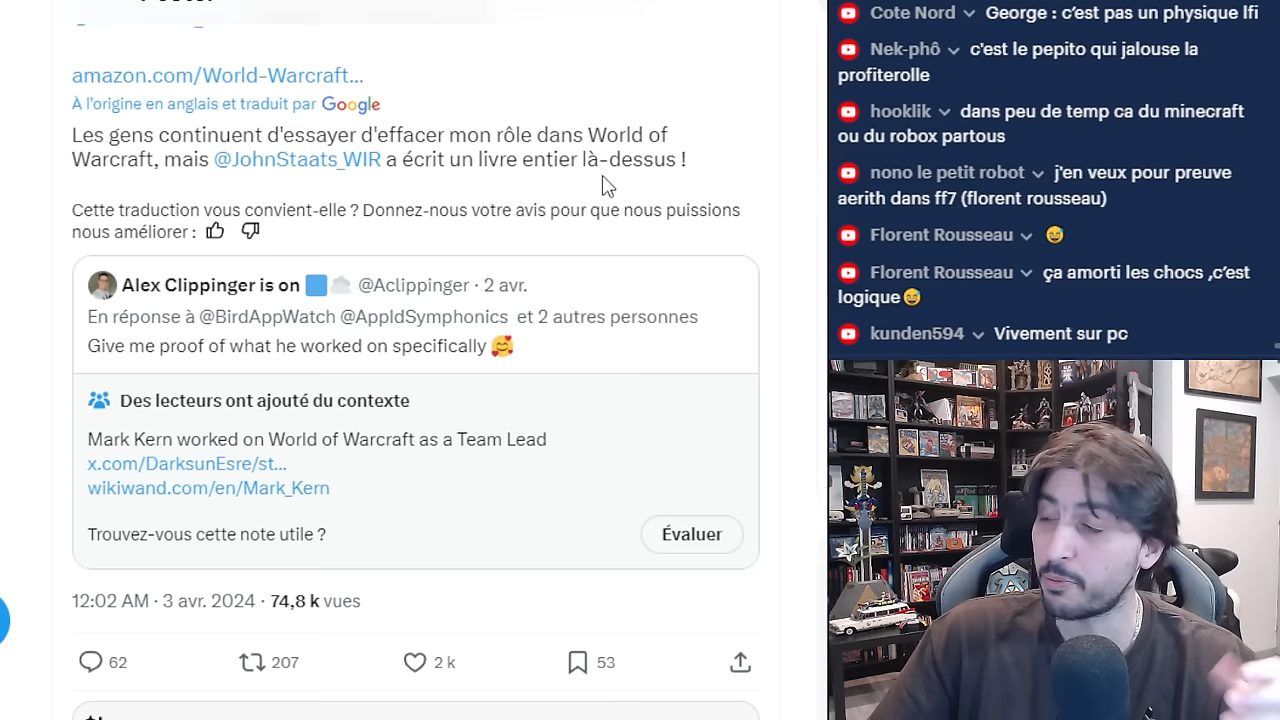 amazon.com/World-Warcraft...
À l'origine en anglais et traduit par Google
Les gens continuent d'essayer d'effacer mon rôle dans World of
Warcraft, mais @JohnStaats_WIR a écrit un livre entier là-dessus !
Cette traduction vous convient-elle ? Donnez-nous votre avis pour que nous puissions
nous améliorer :
Alex Clippinger is on @Aclippinger · 2 avr.
En réponse à @BirdAppWatch @AppIdSymphonics et 2 autres personnes
Give me proof of what he worked on specifically 🥰
Des lecteurs ont ajouté du contexte
Mark Kern worked on World of Warcraft as a Team Lead
x.com/DarksunEsre/st...
wikiwand.com/en/Mark_Kern
Trouvez-vous cette note utile ?
Évaluer
12:02 AM · 3 avr. 2024 · 74,8 k vues
62 207 2 k 53
Cote Nord George : c'est pas un physique lfi
Nek-phô c'est le pepito qui jalouse la
profiterolle
hooklik dans peu de temp ca du minecraft
ou du robox partous
nono le petit robot j'en veux pour preuve
aerith dans ff7 (florent rousseau)
Florent Rousseau 😅
Florent Rousseau ça amorti les chocs ,c'est
logique😅
kunden594 Vivement sur pc